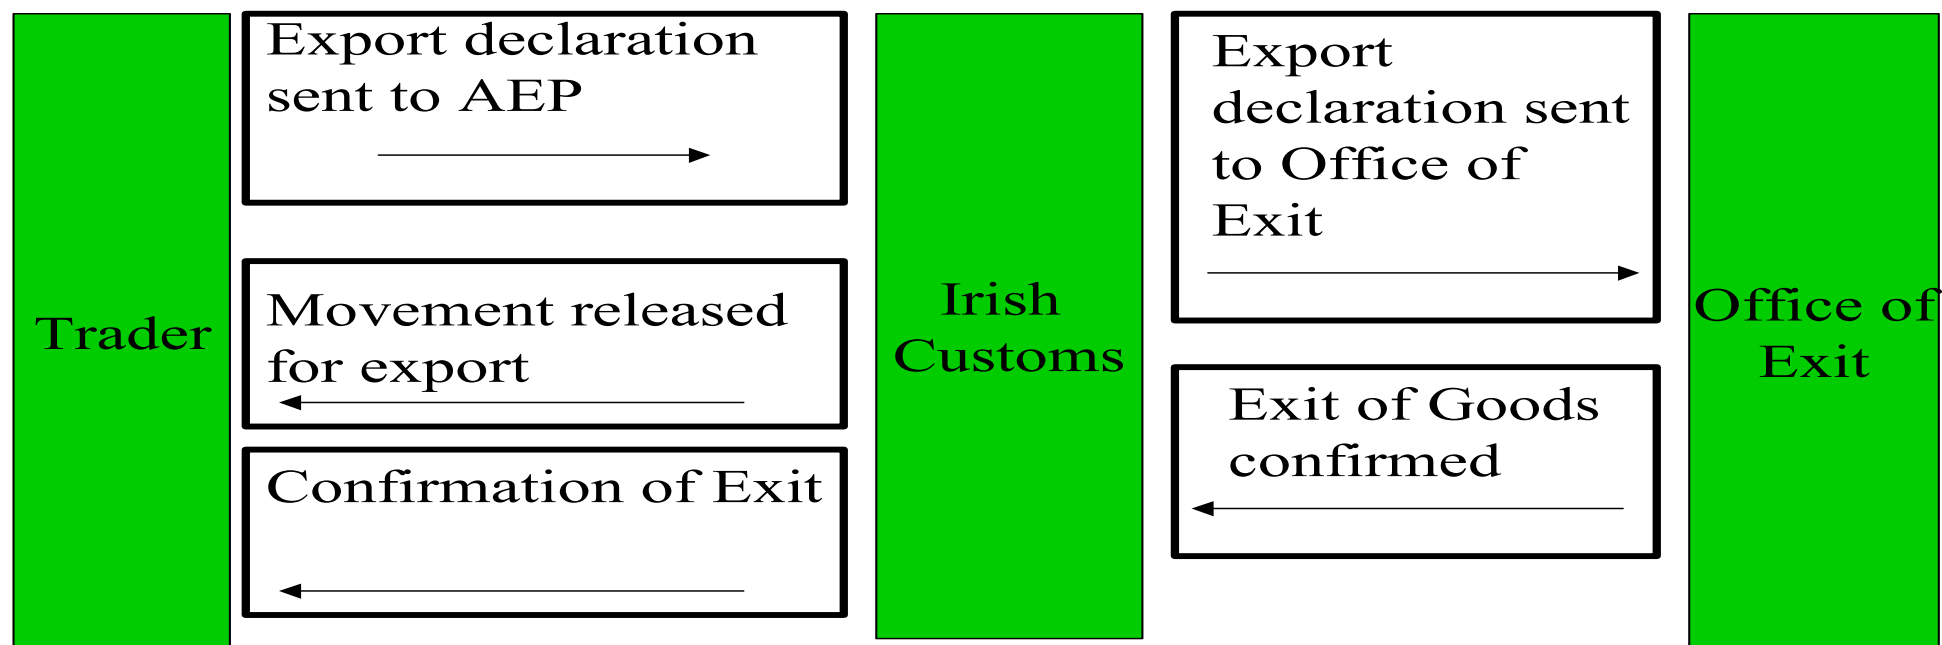 Trader
Export declaration
sent to AEP
Movement released
for export
Confirmation of Exit
Irish
Customs
Export
declaration sent
to Office of
Exit
Exit of Goods
confirmed
Office of
Exit